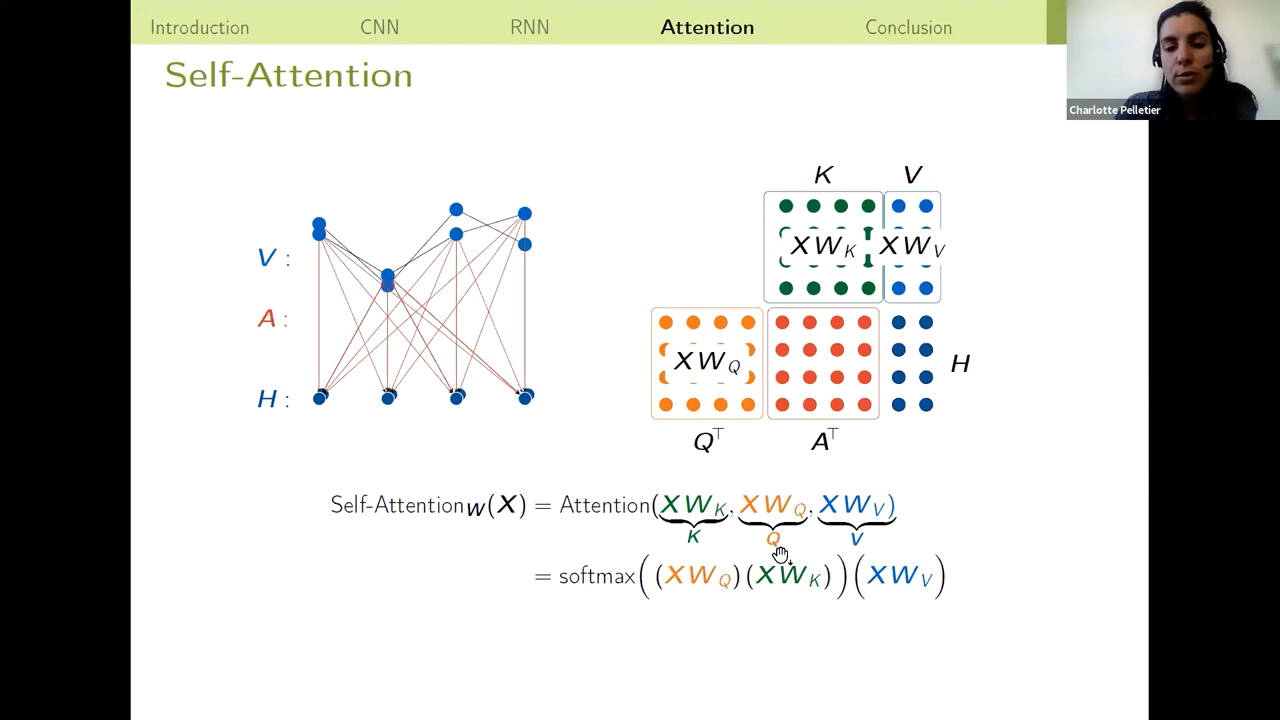 Introduction CNN RNN Attention Conclusion
Self-Attention
Charlotte Pelletier
K V
V :
XW_K XW_V
A :
XW_Q
H
H :
Q^⊤ A^⊤
Self-Attention_W(X) = Attention(XW_K, XW_Q, XW_V)
K Q V
= softmax((XW_Q)(XW_K))(XW_V)